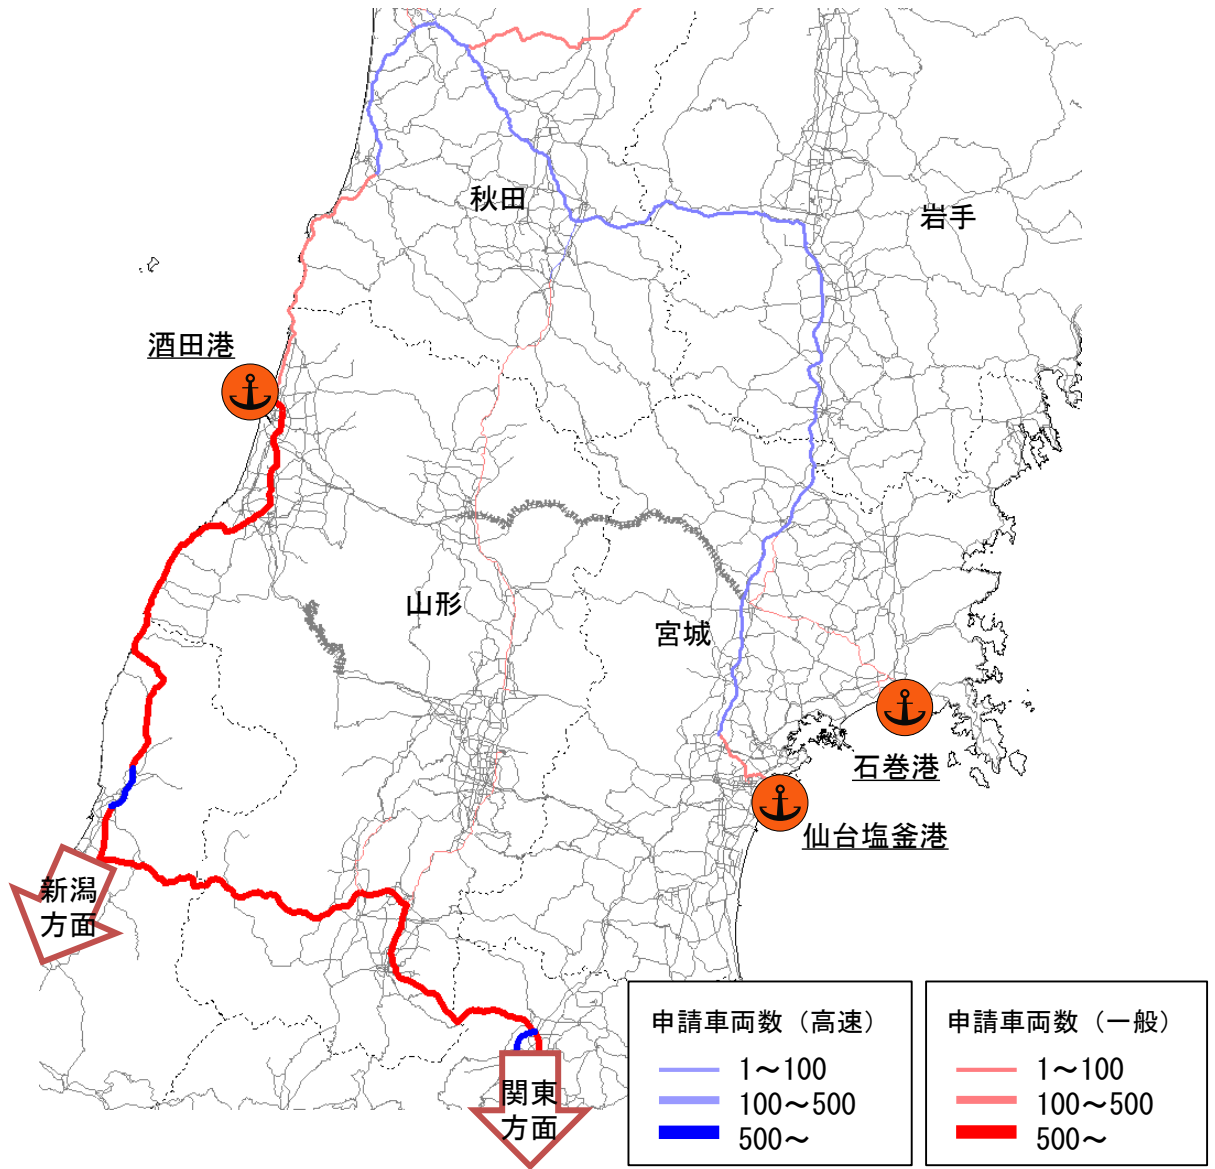 秋田
岩手
酒田港
山形
宮城
石巻港
仙台塩釜港
新潟
方面
関東
方面
申請車両数（高速）
1～100
100～500
500～
申請車両数（一般）
1～100
100～500
500～